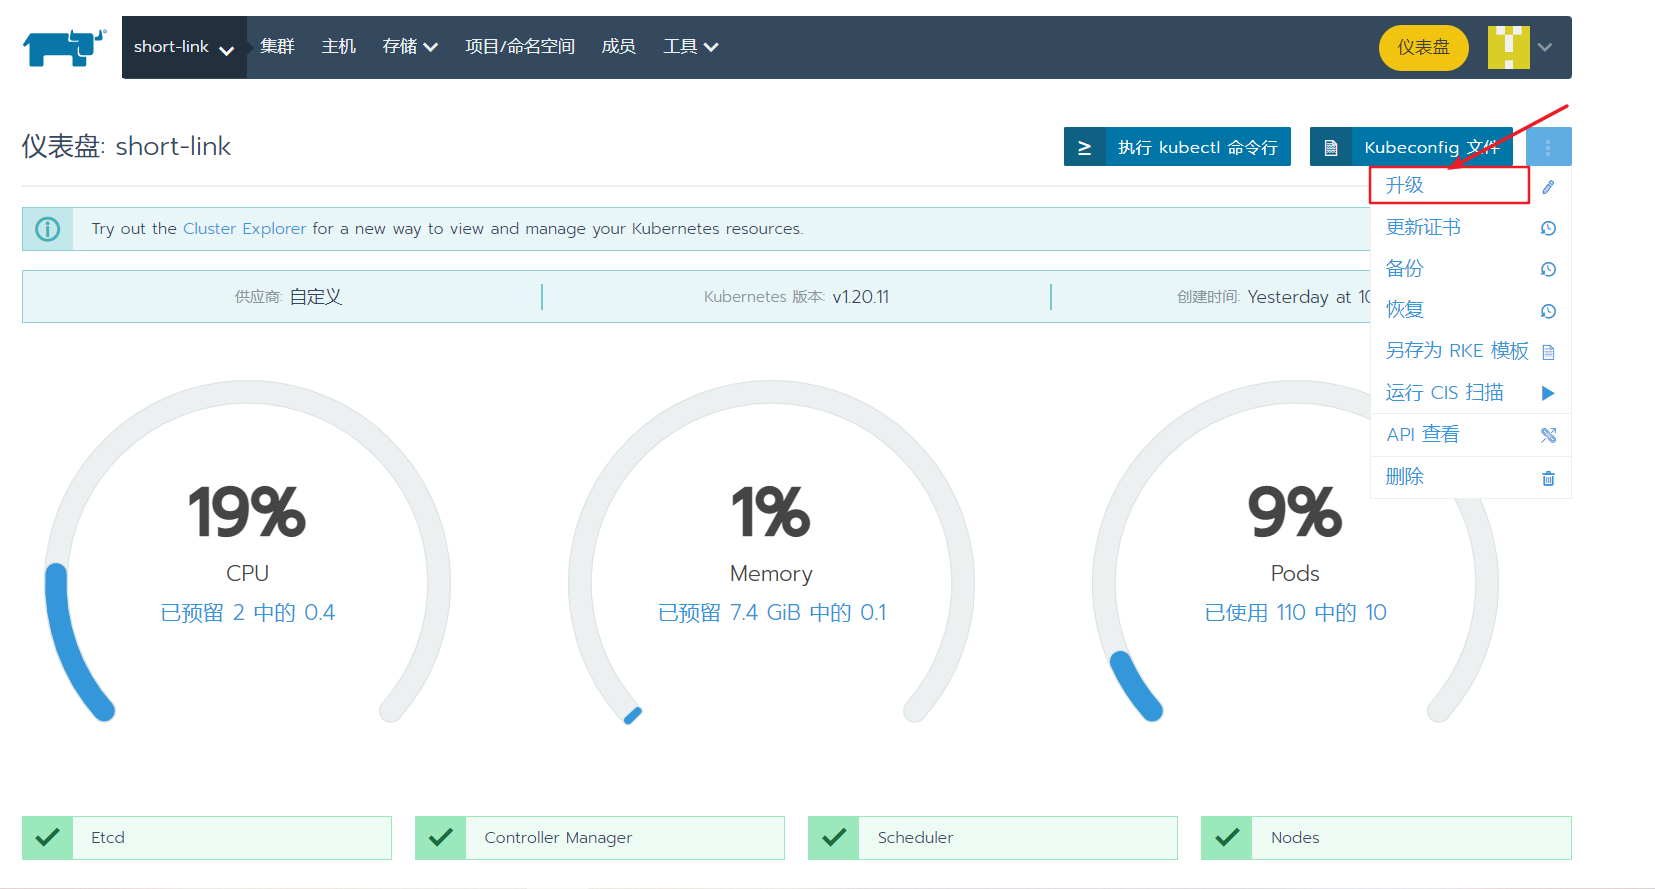 short-link 集群 主机 存储 项目/命名空间 成员 工具 仪表盘
仪表盘: short-link
≥ 执行 kubectl 命令行 Kubeconfig 文件
升级
更新证书
备份
恢复
另存为 RKE 模板
运行 CIS 扫描
API 查看
删除
Try out the Cluster Explorer for a new way to view and manage your Kubernetes resources.
供应商: 自定义 Kubernetes 版本: v1.20.11 创建时间: Yesterday at 10
19%
CPU
已预留 2 中的 0.4
1%
Memory
已预留 7.4 GiB 中的 0.1
9%
Pods
已使用 110 中的 10
Etcd Controller Manager Scheduler Nodes